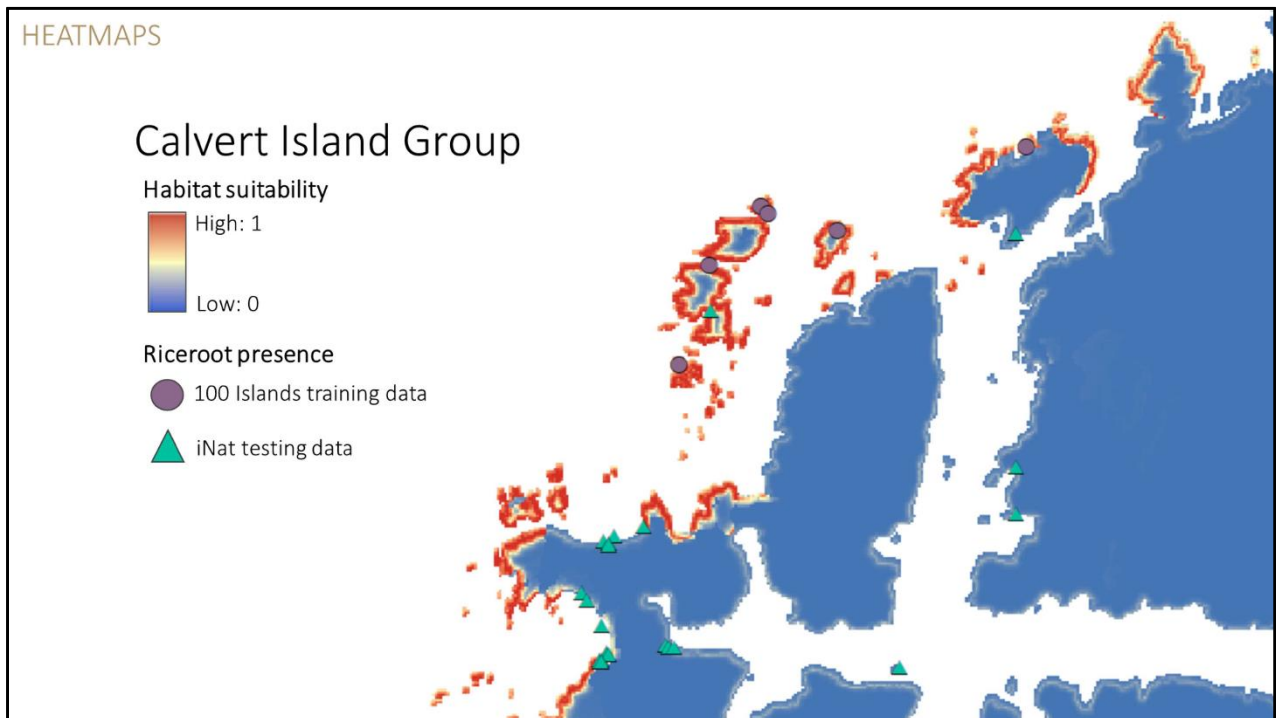 HEATMAPS
Calvert Island Group
Habitat suitability
High: 1
Low: 0
Riceroot presence
100 Islands training data
iNat testing data